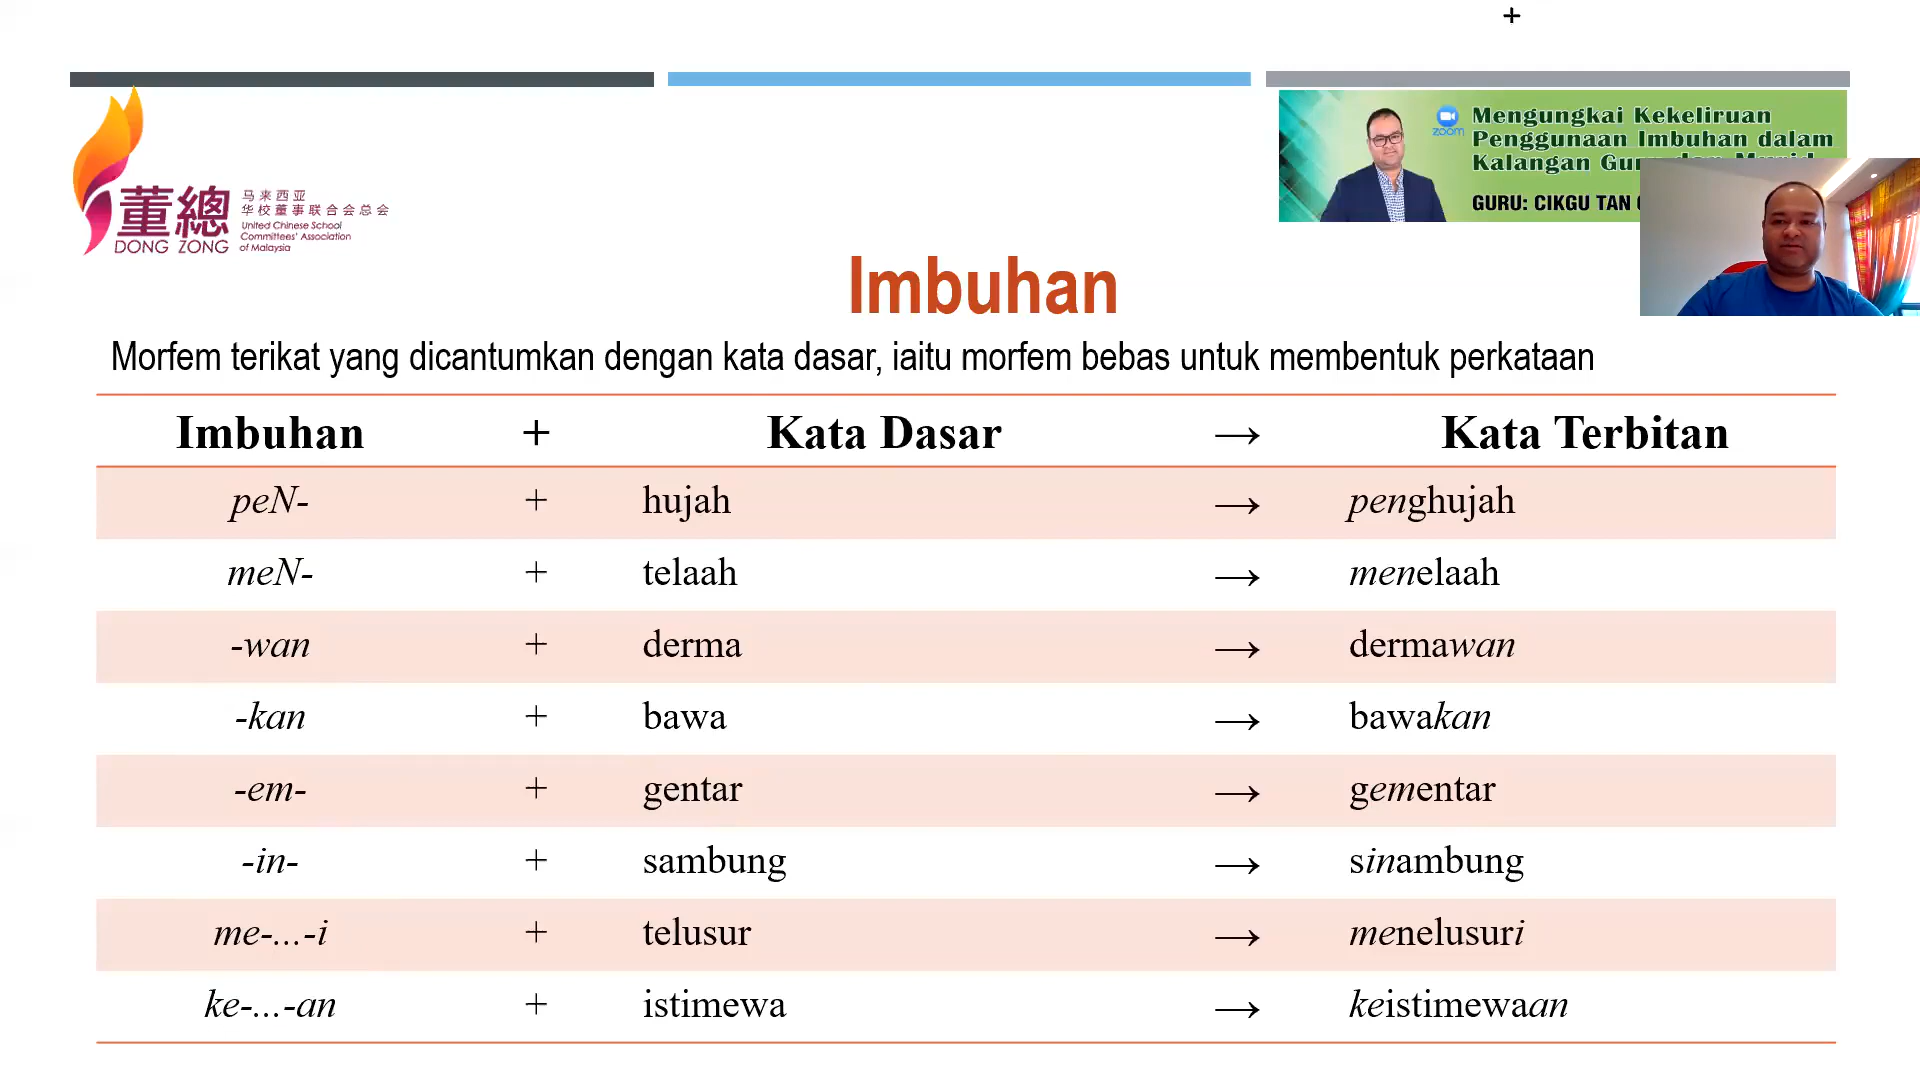 董總
DONG ZONG
马来西亚
华校董事联合会总会
United Chinese School
Committees' Association
of Malaysia
zoom
Mengungkai Kekeliruan
Penggunaan Imbuhan dalam
Kalangan
GURU: CIKGU TAN
Imbuhan
Morfem terikat yang dicantumkan dengan kata dasar, iaitu morfem bebas untuk membentuk perkataan
Imbuhan + Kata Dasar → Kata Terbitan
peN- + hujah → penghujah
meN- + telaah → menelaah
-wan + derma → dermawan
-kan + bawa → bawakan
-em- + gentar → gementar
-in- + sambung → sinambung
me-...-i + telusur → menelusuri
ke-...-an + istimewa → keistimewaan